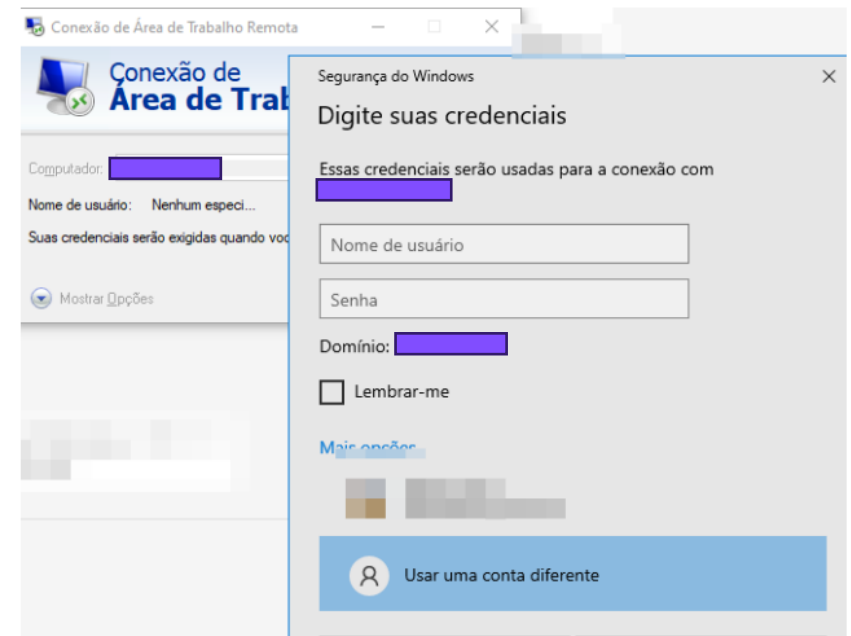 Conexão de Área de Trabalho Remota
Conexão de
Área de Trab
Computador:
Nome de usuário: Nenhum especi...
Suas credenciais serão exigidas quando voc
Mostrar Opções
Segurança do Windows
Digite suas credenciais
Essas credenciais serão usadas para a conexão com
Nome de usuário
Senha
Domínio:
Lembrar-me
Mais opções
Usar uma conta diferente